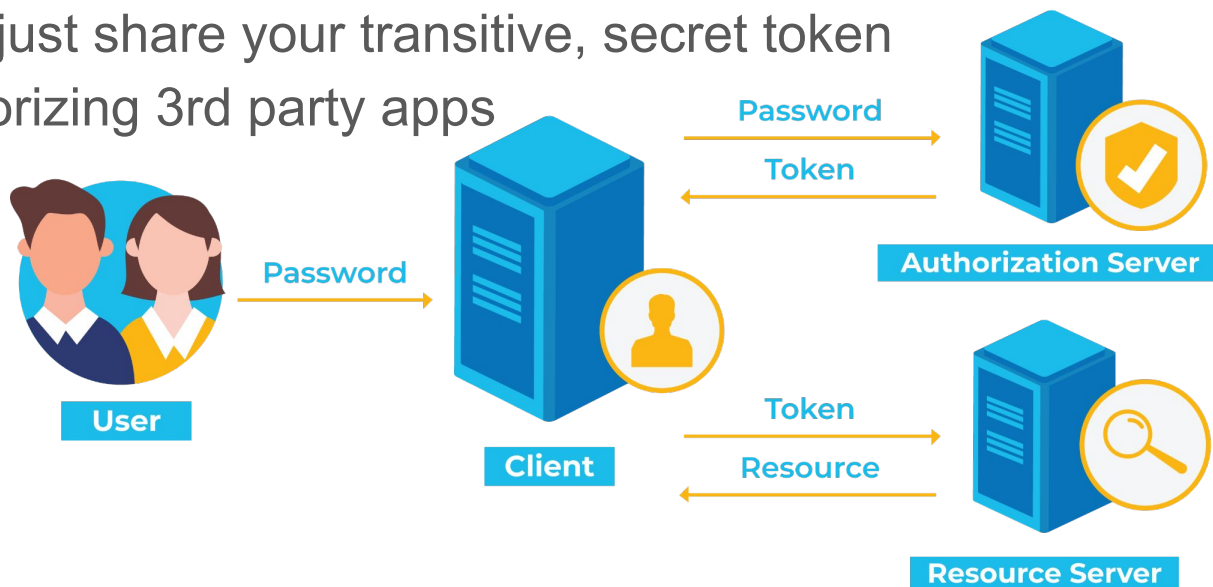 just share your transitive, secret token
orizing 3rd party apps
Password
Token
Authorization Server
Password
User
Client
Token
Resource
Resource Server